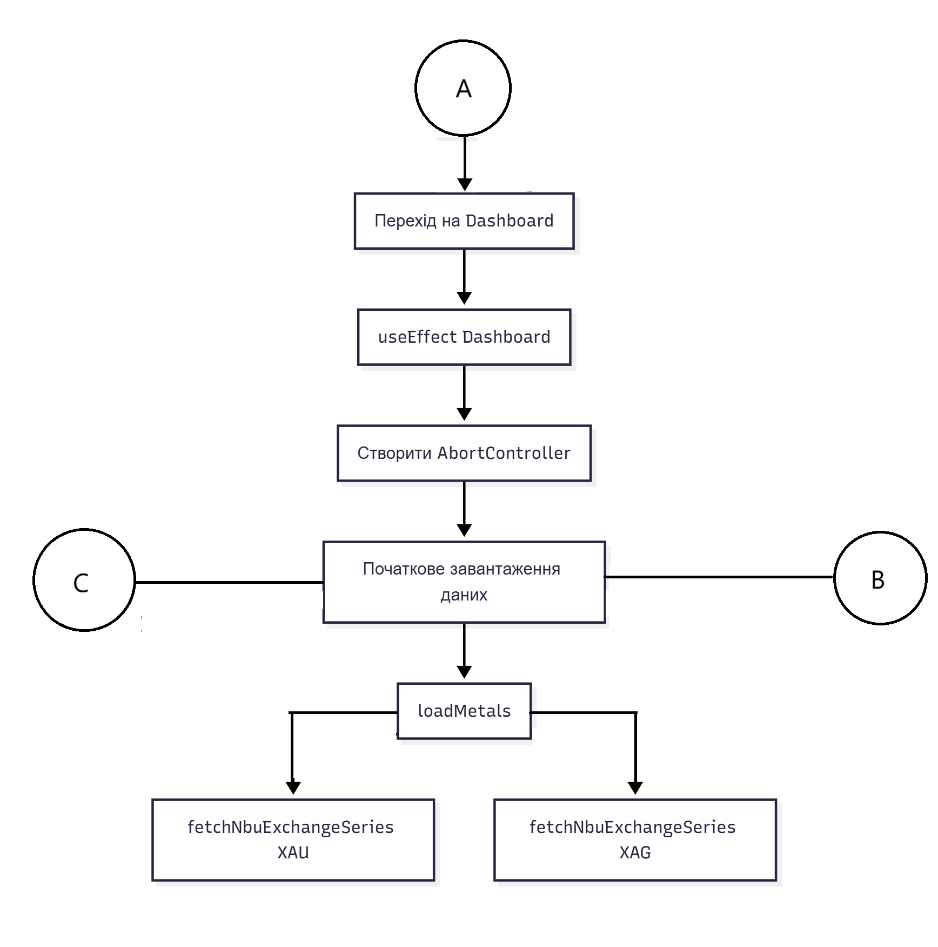 A
Перехід на Dashboard
useEffect Dashboard
Створити AbortController
C
Початкове завантаження
даних
B
loadMetals
fetchNbuExchangeSeries
XAU
fetchNbuExchangeSeries
XAG